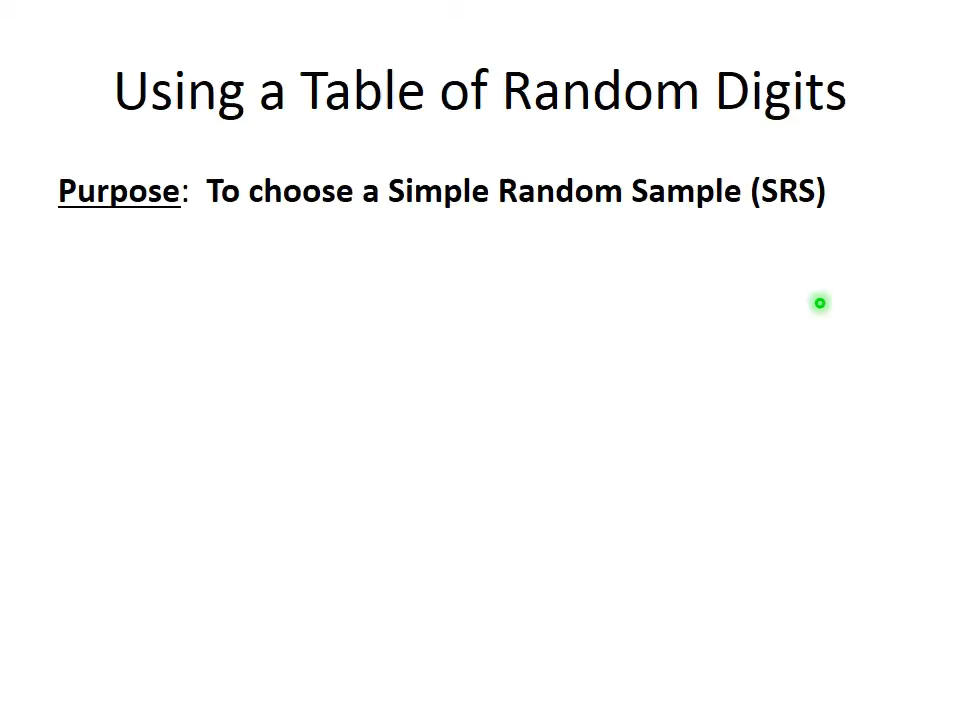 Using a Table of Random Digits
Purpose: To choose a Simple Random Sample (SRS)